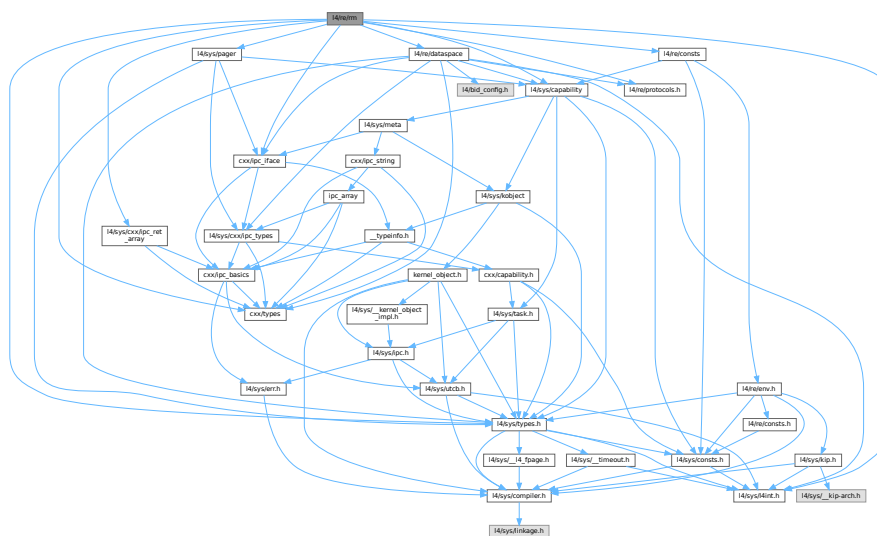 l4/re/rm
l4/sys/pager
l4/re/dataspace
l4/re/consts
l4/bid_config.h
l4/sys/capability
l4/re/protocols.h
l4/sys/meta
cxx/ipc_iface
cxx/ipc_string
ipc_array
l4/sys/kobject
l4/sys/cxx/ipc_ret
_array
l4/sys/cxx/ipc_types
__typeinfo.h
cxx/ipc_basics
kernel_object.h
cxx/capability.h
cxx/types
l4/sys/__kernel_object
_impl.h
l4/sys/task.h
l4/sys/ipc.h
l4/sys/err.h
l4/sys/utcb.h
l4/re/env.h
l4/sys/types.h
l4/re/consts.h
l4/sys/__l4_fpage.h
l4/sys/__timeout.h
l4/sys/consts.h
l4/sys/kip.h
l4/sys/compiler.h
l4/sys/l4int.h
l4/sys/__kip-arch.h
l4/sys/linkage.h